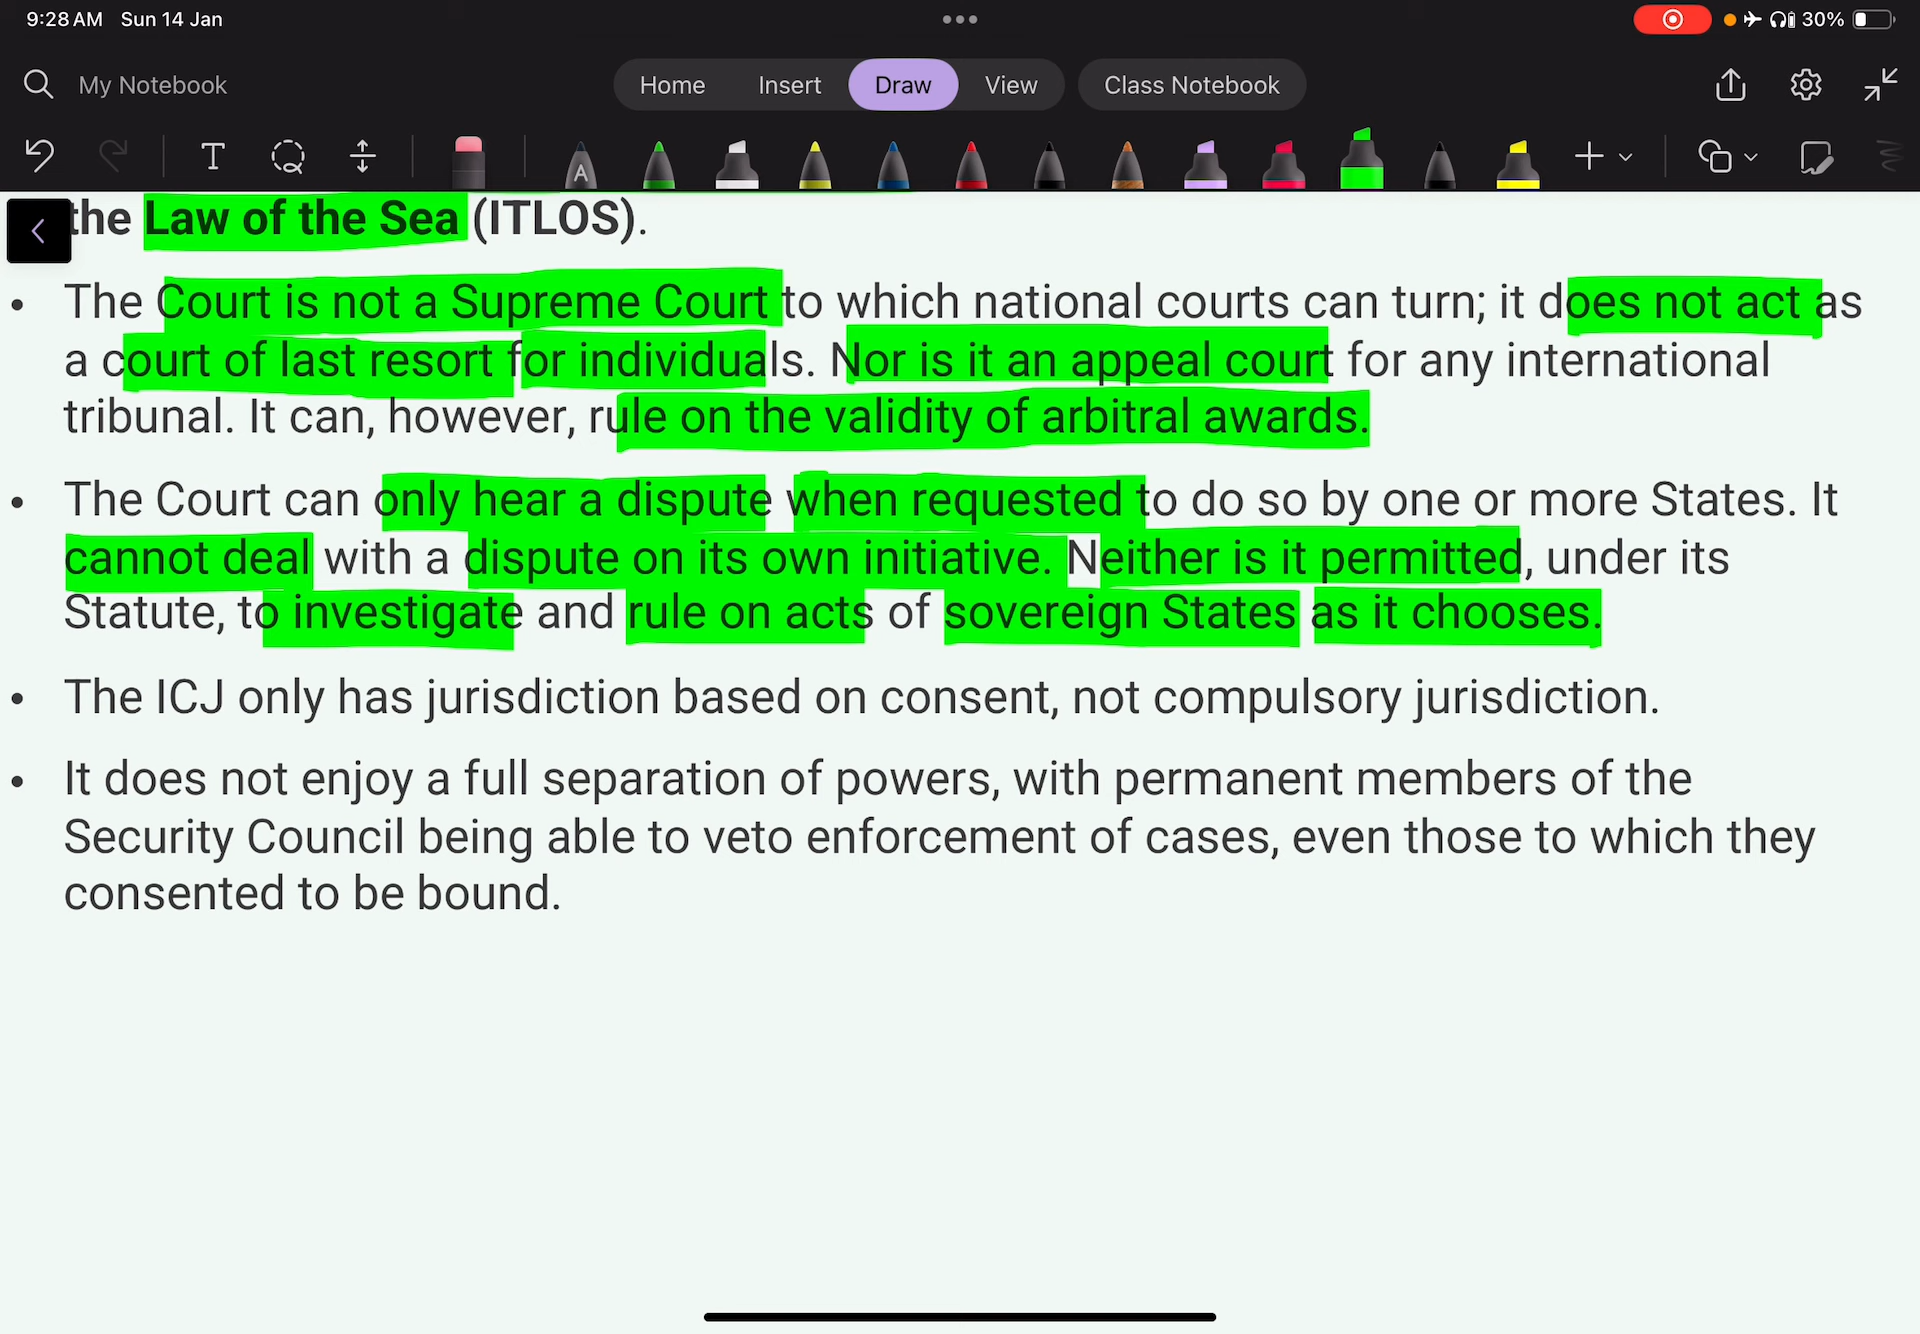 9:28 AM Sun 14 Jan
30%
My Notebook
Home Insert Draw View Class Notebook
T
A
the Law of the Sea (ITLOS).
• The Court is not a Supreme Court to which national courts can turn; it does not act as
a court of last resort for individuals. Nor is it an appeal court for any international
tribunal. It can, however, rule on the validity of arbitral awards.
• The Court can only hear a dispute when requested to do so by one or more States. It
cannot deal with a dispute on its own initiative. Neither is it permitted, under its
Statute, to investigate and rule on acts of sovereign States as it chooses.
• The ICJ only has jurisdiction based on consent, not compulsory jurisdiction.
• It does not enjoy a full separation of powers, with permanent members of the
Security Council being able to veto enforcement of cases, even those to which they
consented to be bound.